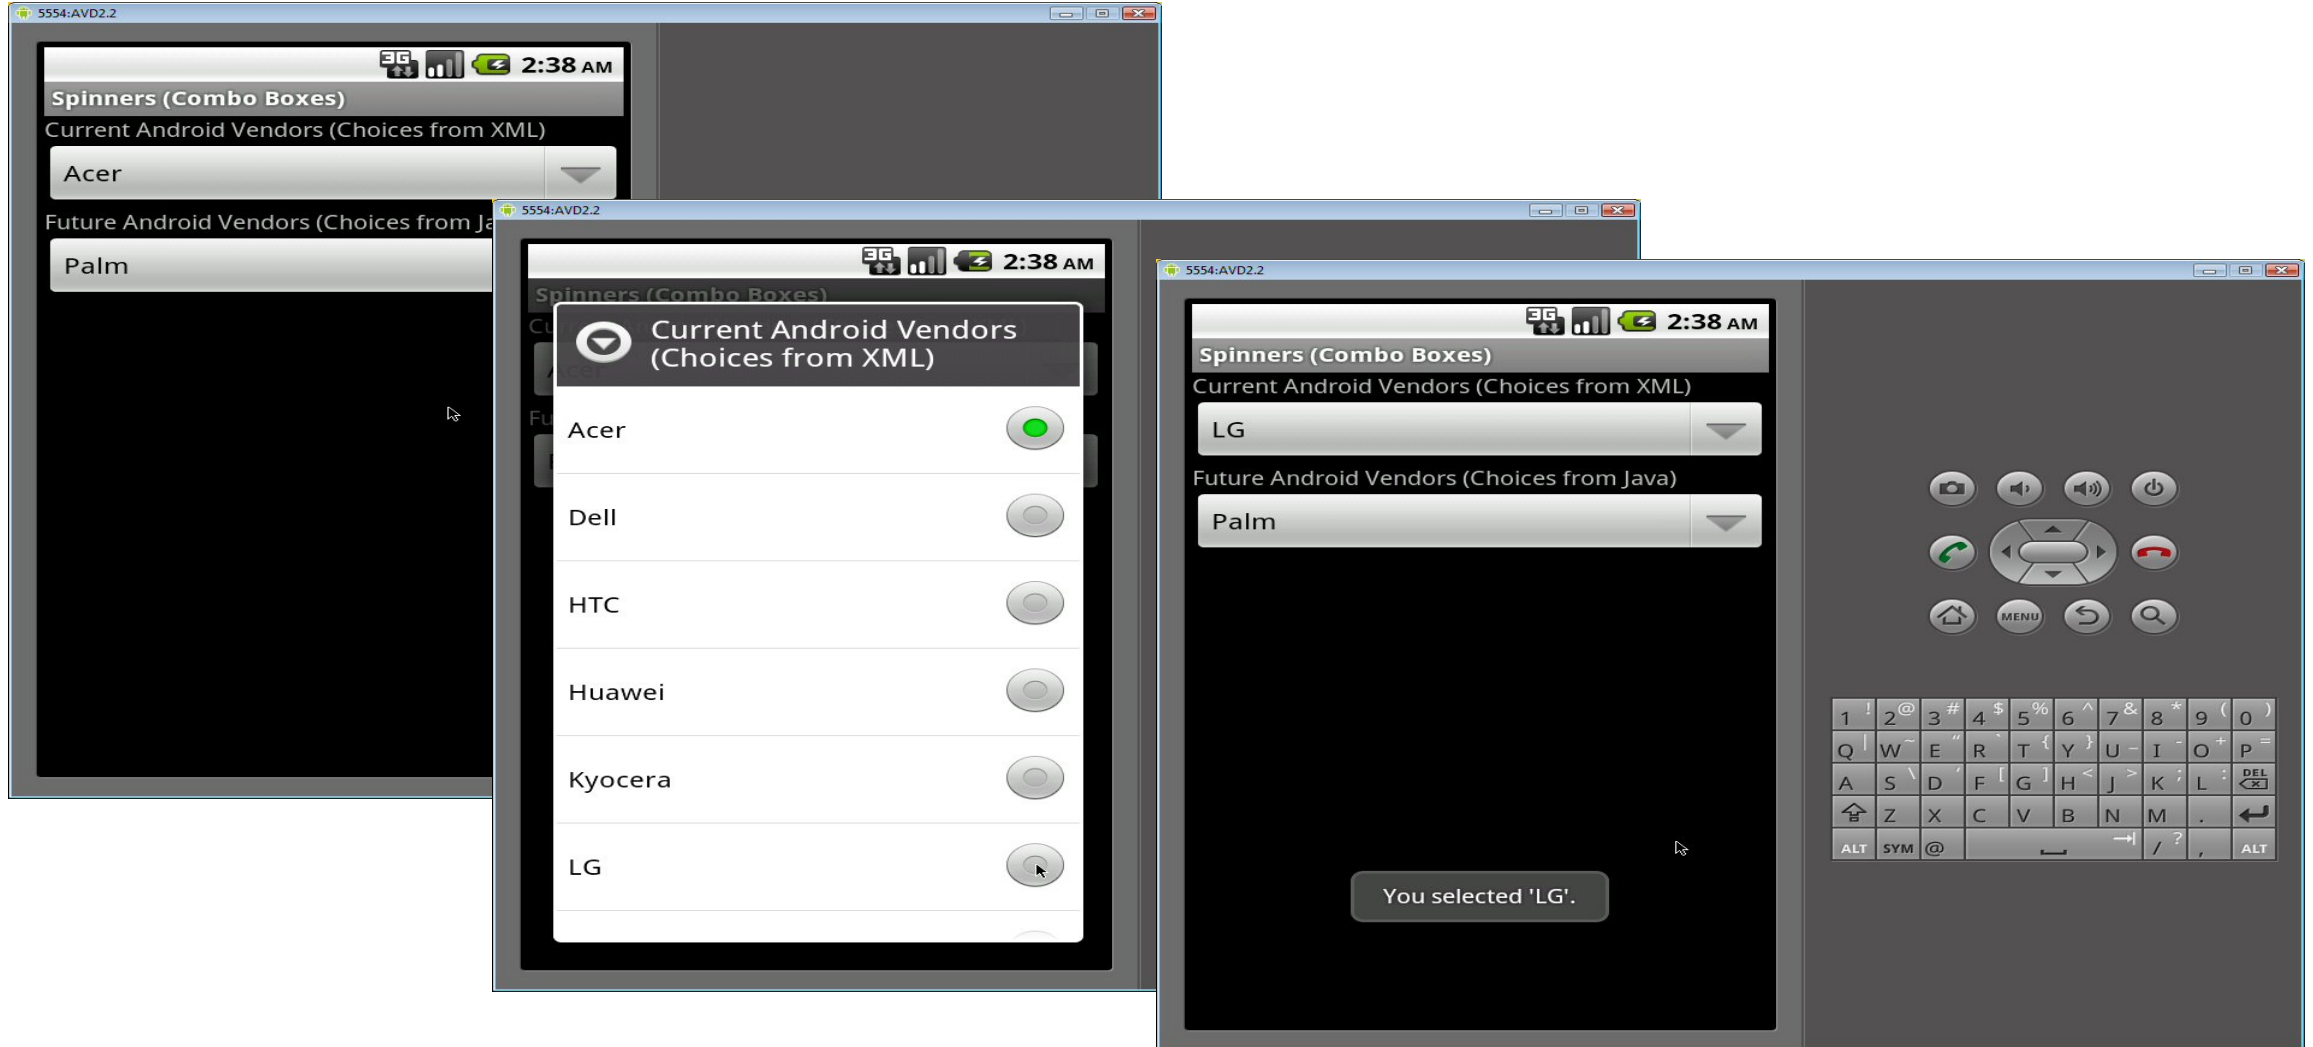 5554:AVD2.2
3G
2:38 AM
Spinners (Combo Boxes)
Current Android Vendors (Choices from XML)
Acer
Future Android Vendors (Choices from Ja
Palm
5554:AVD2.2
3G
2:38 AM
Spinners (Combo Boxes)
Current Android Vendors
(Choices from XML)
Acer
Dell
HTC
Huawei
Kyocera
LG
5554:AVD2.2
3G
2:38 AM
Spinners (Combo Boxes)
Current Android Vendors (Choices from XML)
LG
Future Android Vendors (Choices from Java)
Palm
You selected 'LG'.
MENU
1 ! 2 @ 3 # 4 $ 5 % 6 ^ 7 & 8 * 9 ( 0 )
Q | W ~ E " R ` T { Y } U _ I - O + P =
A S \ D ' F [ G ] H < J > K ; L : DEL
Z X C V B N M .
ALT SYM @ / ? , ALT